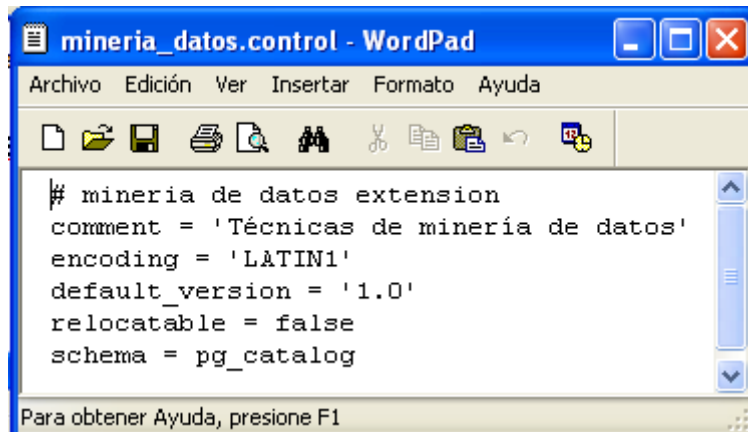 mineria_datos.control - WordPad
Archivo Edición Ver Insertar Formato Ayuda
# mineria de datos extension
comment = 'Técnicas de minería de datos'
encoding = 'LATIN1'
default_version = '1.0'
relocatable = false
schema = pg_catalog
Para obtener Ayuda, presione F1